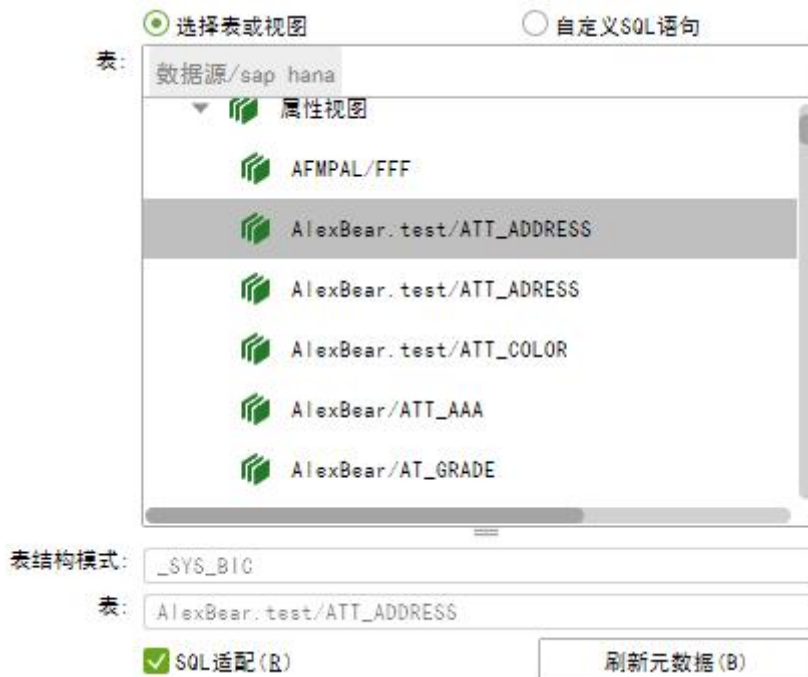 选择表或视图 自定义SQL语句
表:
数据源/sap hana
属性视图
AFMPAL/FFF
AlexBear.test/ATT_ADDRESS
AlexBear.test/ATT_ADRESS
AlexBear.test/ATT_COLOR
AlexBear/ATT_AAA
AlexBear/AT_GRADE
表结构模式: _SYS_BIC
表: AlexBear.test/ATT_ADDRESS
SQL适配(R) 刷新元数据(B)